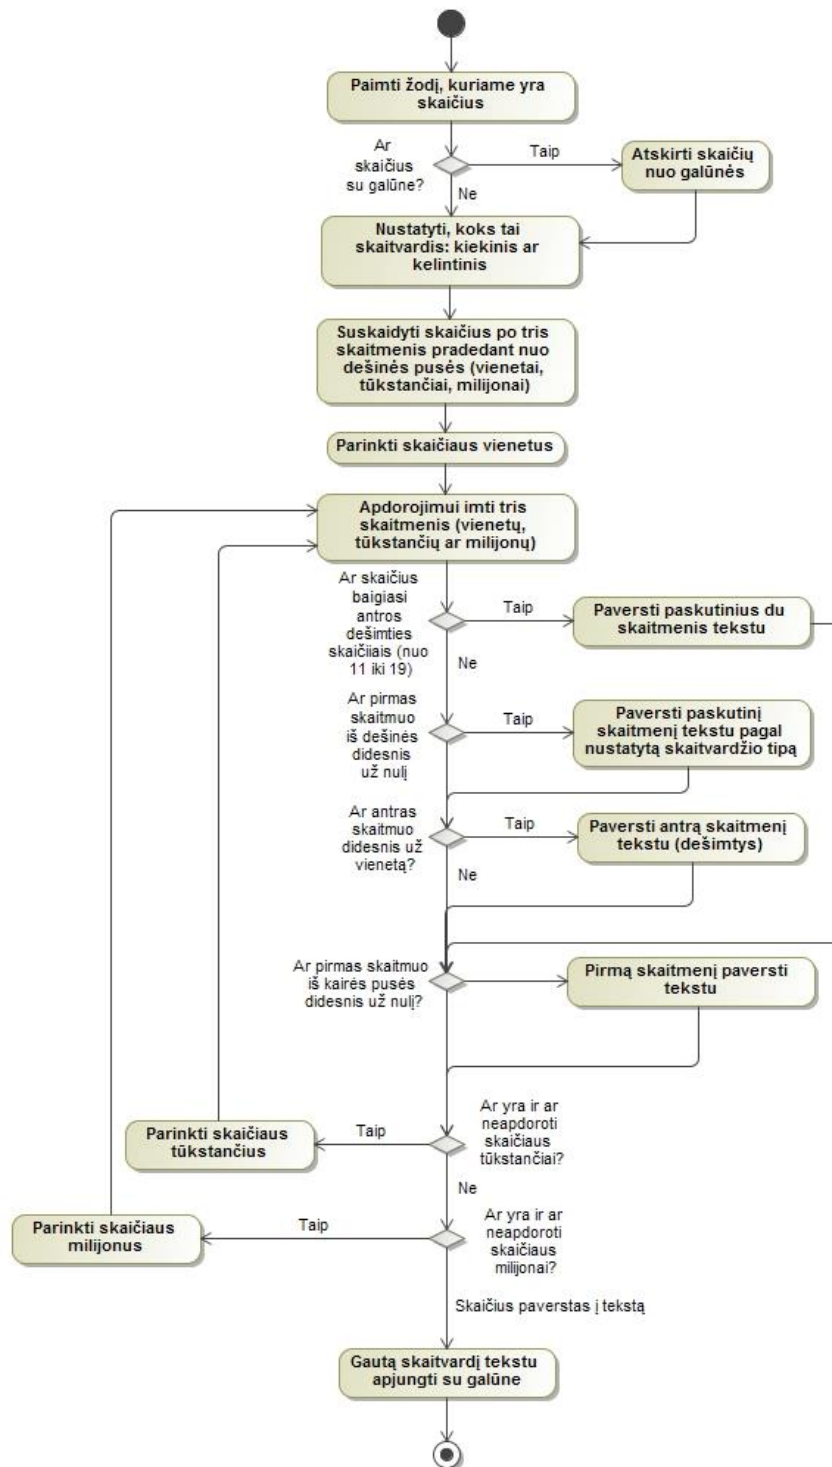 Paimti žodį, kuriame yra
skaičius
Ar
skaičius
su galūne?
Taip
Atskirti skaičių
nuo galūnės
Ne
Nustatyti, koks tai
skaitvardis: kiekinis ar
kelintinis
Suskaidyti skaičius po tris
skaitmenis pradedant nuo
dešinės pusės (vienetai,
tūkstančiai, milijonai)
Parinkti skaičiaus vienetus
Apdorojimui imti tris
skaitmenis (vienetų,
tūkstančių ar milijonų)
Ar skaičius
baigiasi
antros
dešimties
skaičiiais (nuo
11 iki 19)
Taip
Paversti paskutinius du
skaitmenis tekstu
Ne
Ar pirmas
skaitmuo
iš dešinės
didesnis
už nulį
Taip
Paversti paskutinį
skaitmenį tekstu pagal
nustatytą skaitvardžio tipą
Ar antras
skaitmuo
didesnis už
vienetą?
Taip
Paversti antrą skaitmenį
tekstu (dešimtys)
Ne
Ar pirmas skaitmuo
iš kairės pusės
didesnis už nulį?
Pirmą skaitmenį paversti
tekstu
Ar yra ir ar
neapdoroti
skaičiaus
tūkstančiai?
Taip
Parinkti skaičiaus
tūkstančius
Ne
Ar yra ir ar
neapdoroti
skaičiaus
milijonai?
Taip
Parinkti skaičiaus
milijonus
Skaičius paverstas į tekstą
Gautą skaitvardį tekstu
apjungti su galūne